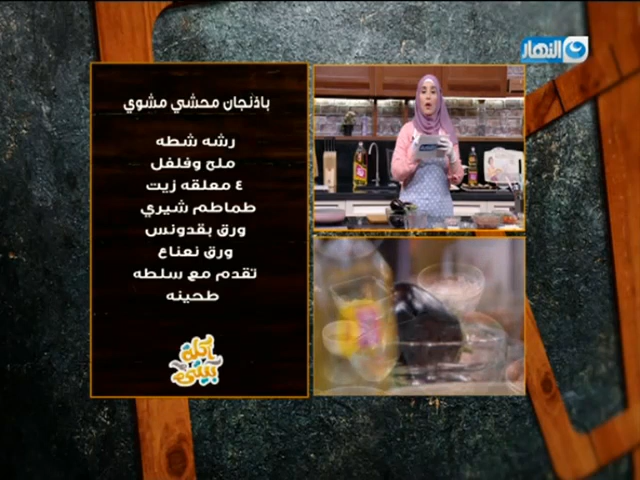 النهار
باذنجان محشي مشوي
رشه شطه
ملح وفلفل
٤ معلقه زيت
طماطم شيري
ورق بقدونس
ورق نعناع
تقدم مع سلطه
طحينه
أكلة
بيتي